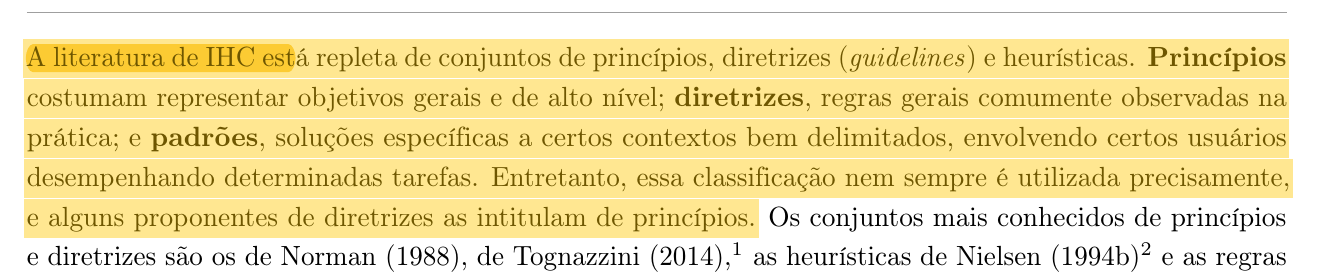 A literatura de IHC está repleta de conjuntos de princípios, diretrizes (guidelines) e heurísticas. Princípios
costumam representar objetivos gerais e de alto nível; diretrizes, regras gerais comumente observadas na
prática; e padrões, soluções específicas a certos contextos bem delimitados, envolvendo certos usuários
desempenhando determinadas tarefas. Entretanto, essa classificação nem sempre é utilizada precisamente,
e alguns proponentes de diretrizes as intitulam de princípios. Os conjuntos mais conhecidos de princípios
e diretrizes são os de Norman (1988), de Tognazzini (2014),¹ as heurísticas de Nielsen (1994b)² e as regras